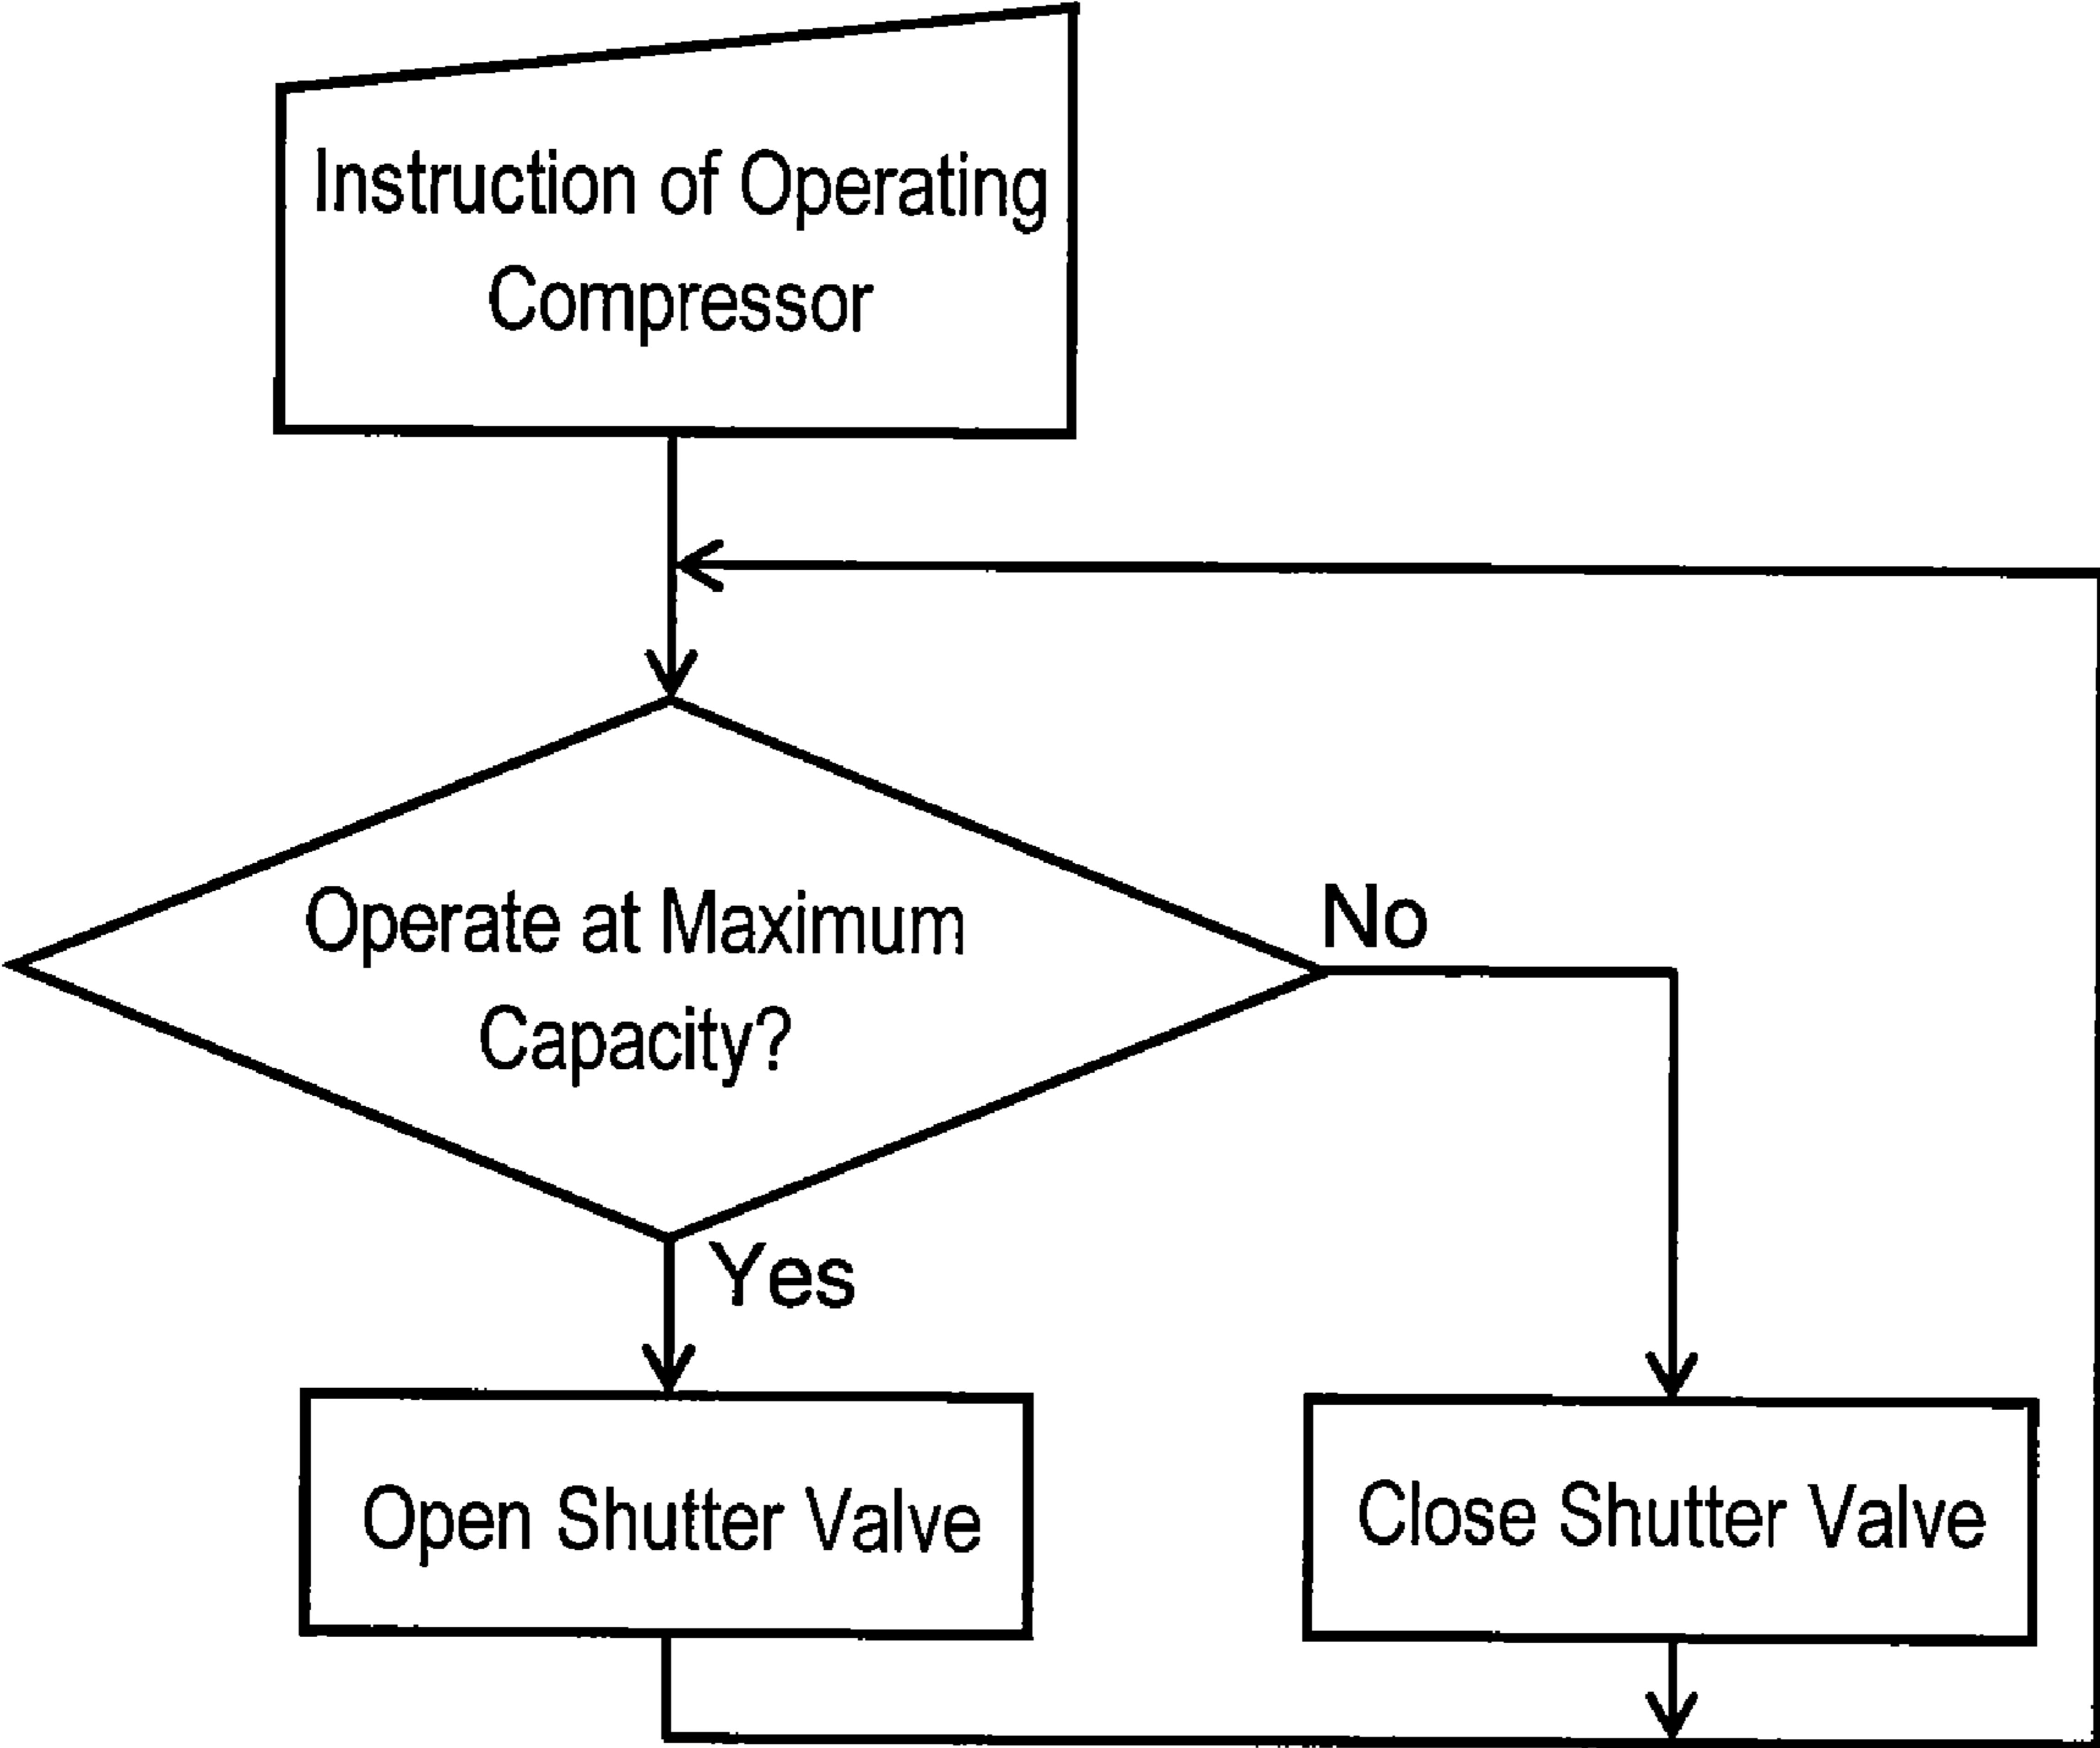 Instruction of Operating
Compressor
Operate at Maximum
Capacity?
No
Yes
Open Shutter Valve
Close Shutter Valve